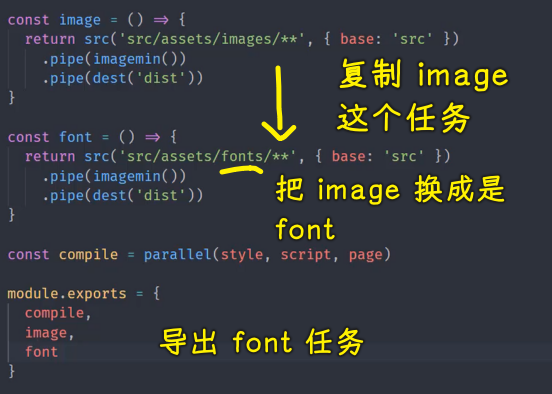 const image = () => {
  return src('src/assets/images/**', { base: 'src' })
    .pipe(imagemin())
    .pipe(dest('dist'))
}
复制 image
这个任务
const font = () => {
  return src('src/assets/fonts/**', { base: 'src' })
    .pipe(imagemin())
    .pipe(dest('dist'))
}
把 image 换成是
font
const compile = parallel(style, script, page)
module.exports = {
  compile,
  image,
  font
}
导出 font 任务